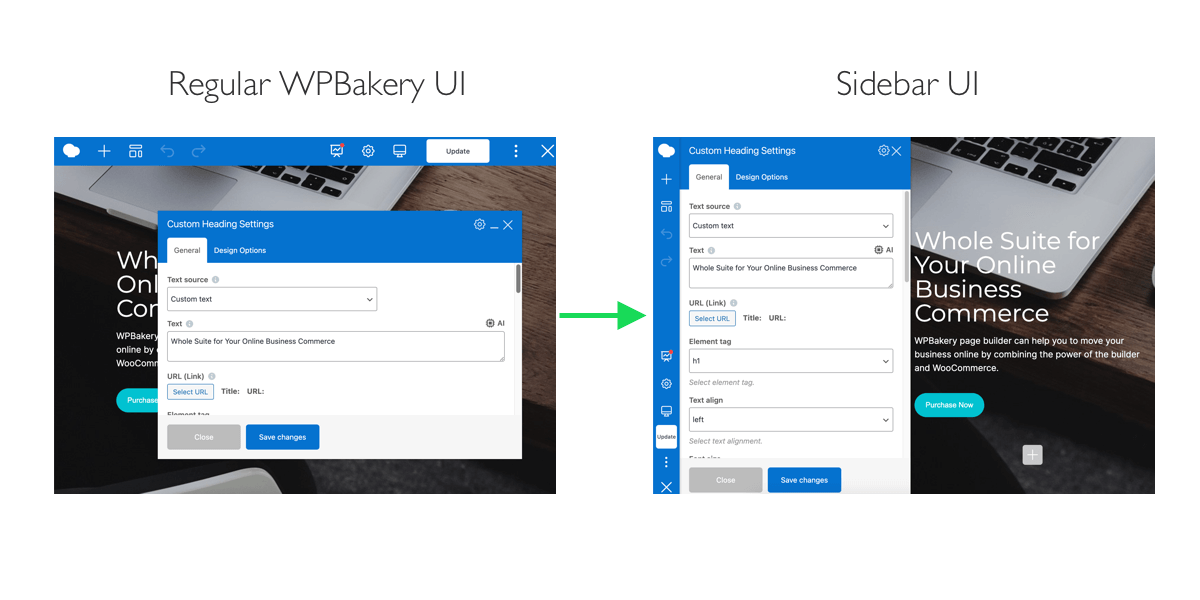 Regular WPBakery UI
Sidebar UI
Update
Custom Heading Settings
General
Design Options
Text source
Custom text
Text
AI
Whole Suite for Your Online Business Commerce
URL (Link)
Select URL
Title:
URL:
Element tag
Close
Save changes
Wh
Onl
Co
WPBakery
online by
WooComm
Purchase
Custom Heading Settings
General
Design Options
Text source
Custom text
Text
AI
Whole Suite for Your Online Business Commerce
URL (Link)
Select URL
Title:
URL:
Element tag
h1
Select element tag.
Text align
left
Select text alignment.
Font size
Update
Close
Save changes
Whole Suite for
Your Online
Business
Commerce
WPBakery page builder can help you to move your
business online by combining the power of the builder
and WooCommerce.
Purchase Now